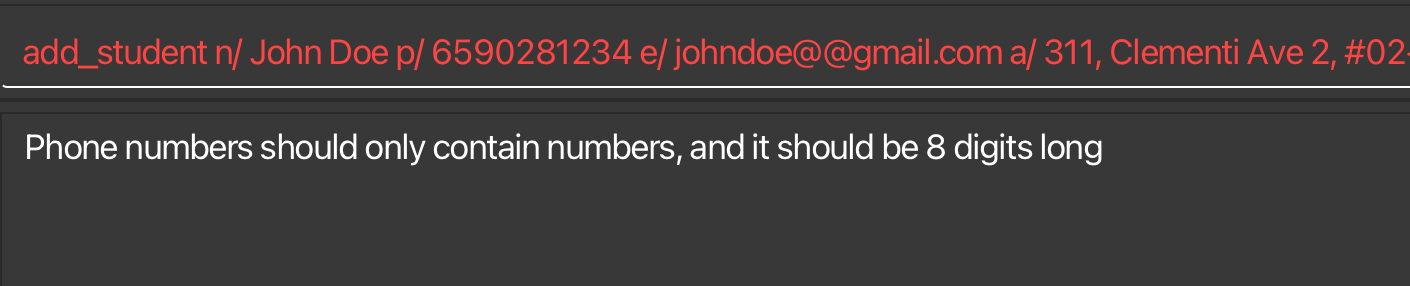 add_student n/ John Doe p/ 6590281234 e/ johndoe@@gmail.com a/ 311, Clementi Ave 2, #02-
Phone numbers should only contain numbers, and it should be 8 digits long